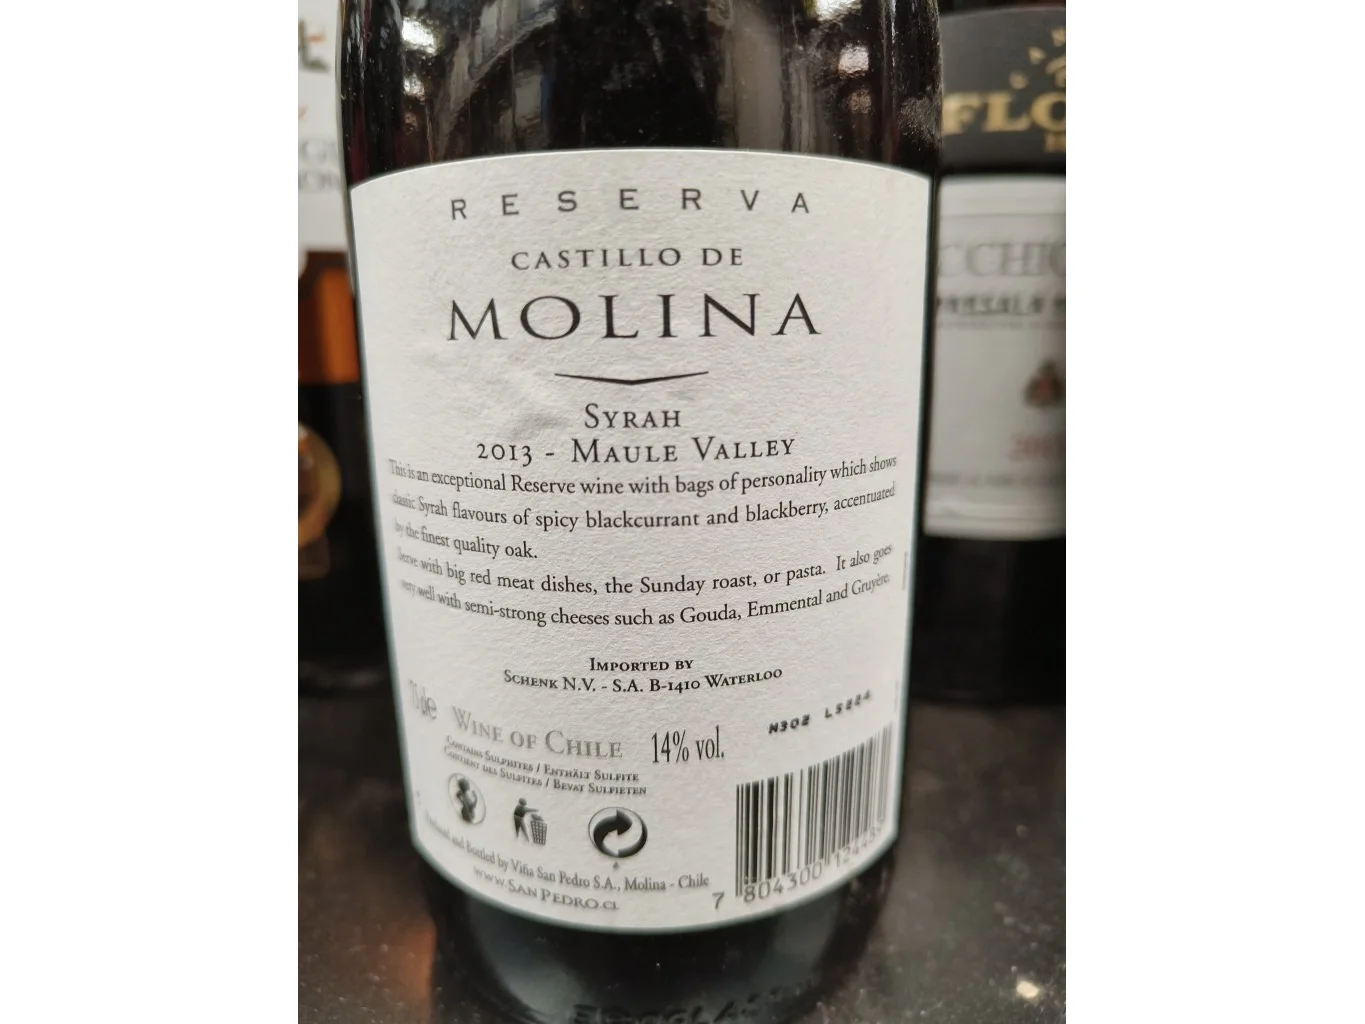 RESERVA
CASTILLO DE
MOLINA
SYRAH
2013 - MAULE VALLEY
This is an exceptional Reserve wine with bags of personality which shows
classic Syrah flavours of spicy blackcurrant and blackberry, accentuated
by the finest quality oak.
Serve with big red meat dishes, the Sunday roast, or pasta. It also goes
very well with semi-strong cheeses such as Gouda, Emmental and Gruyère.
IMPORTED BY
SCHENK N.V. - S.A. B-1410 WATERLOO
WINE OF CHILE
14% vol.
CONTAINS SULPHITES / ENTHÄLT SULFITE
CONTIENT DES SULFITES / BEVAT SULFIETEN
and Bottled by Viña San Pedro S.A., Molina - Chile
WWW.SANPEDRO.CL
7 804300 1244
FLO
CCHIO